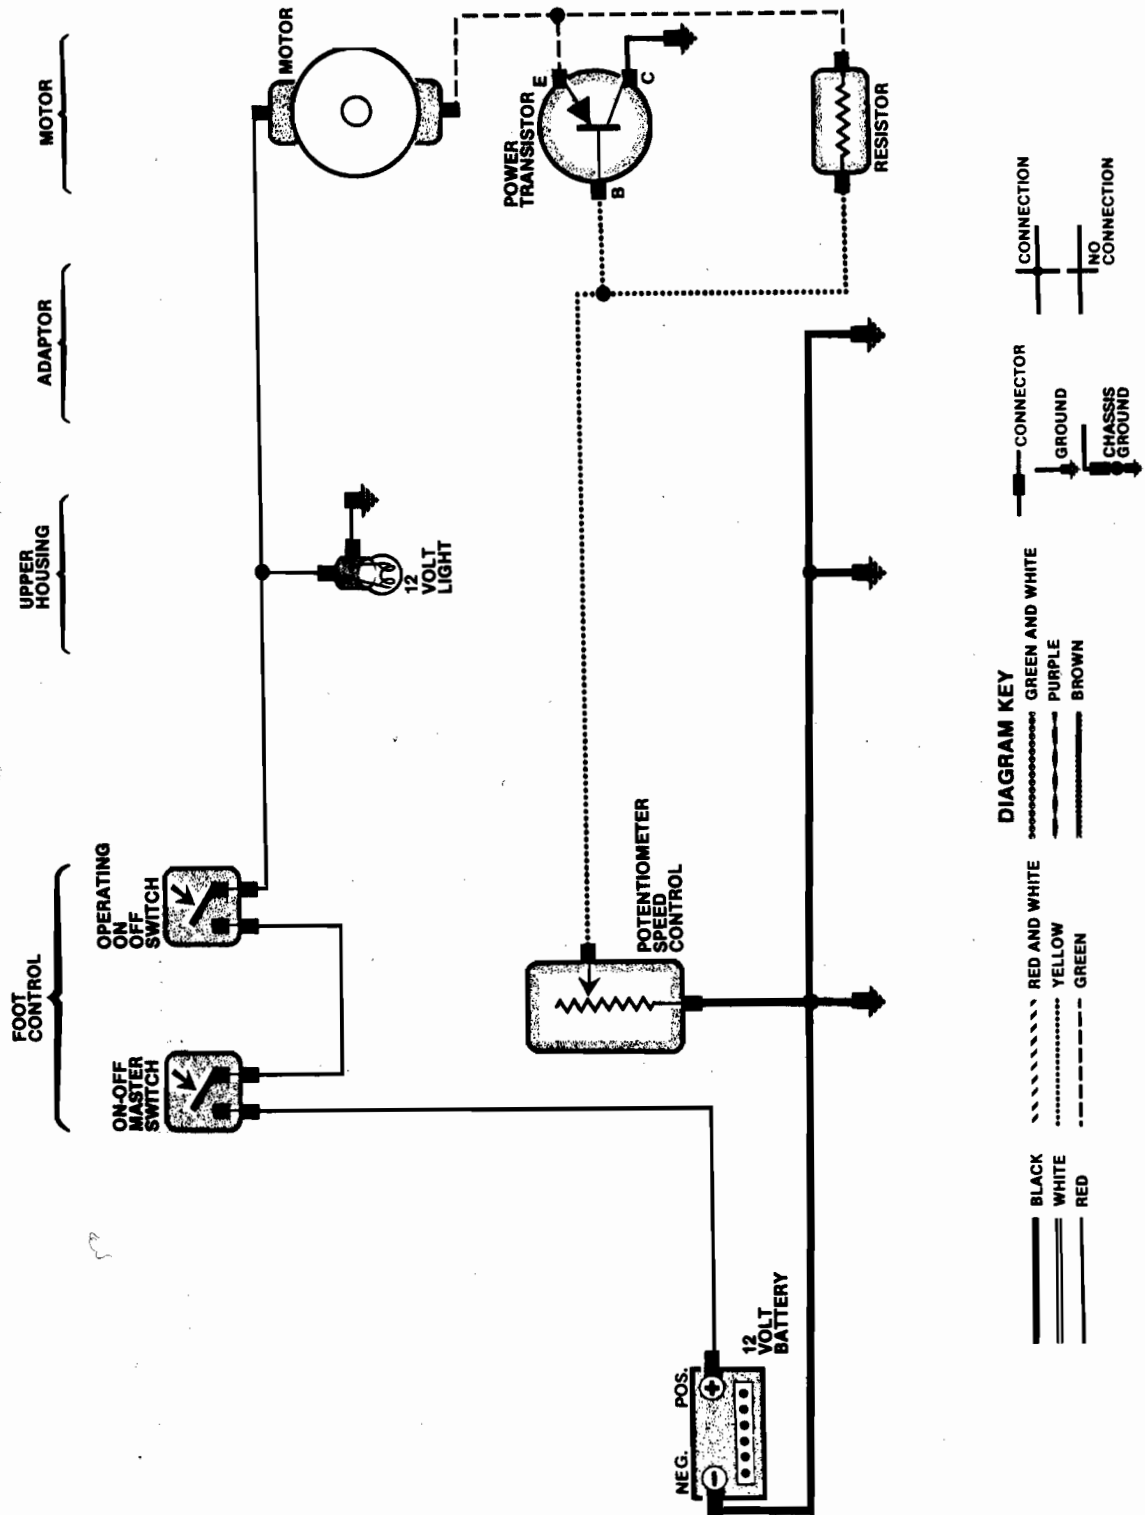 FOOT
CONTROL
UPPER
HOUSING
ADAPTOR
MOTOR
ON-OFF
MASTER
SWITCH
OPERATING
ON
OFF
SWITCH
MOTOR
12
VOLT
LIGHT
POWER
TRANSISTOR
E
C
B
RESISTOR
POTENTIOMETER
SPEED
CONTROL
NEG.
POS.
12
VOLT
BATTERY
DIAGRAM KEY
BLACK
WHITE
RED
RED AND WHITE
YELLOW
GREEN
GREEN AND WHITE
PURPLE
BROWN
CONNECTOR
GROUND
CHASSIS
GROUND
CONNECTION
NO
CONNECTION